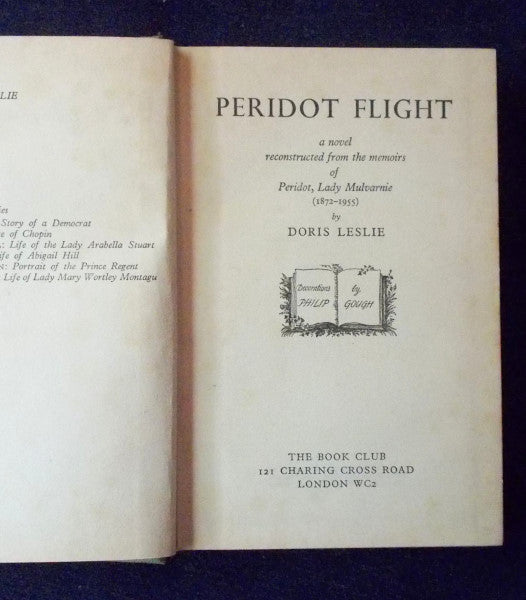 LIE
ies
Story of a Democrat
e of Chopin
: Life of the Lady Arabella Stuart
ife of Abigail Hill
s: Portrait of the Prince Regent
: Life of Lady Mary Wortley Montagu
PERIDOT FLIGHT
a novel
reconstructed from the memoirs
of
Peridot, Lady Mulvarnie
(1872-1955)
by
DORIS LESLIE
Decorations by
PHILIP GOUGH
THE BOOK CLUB
121 CHARING CROSS ROAD
LONDON WC2